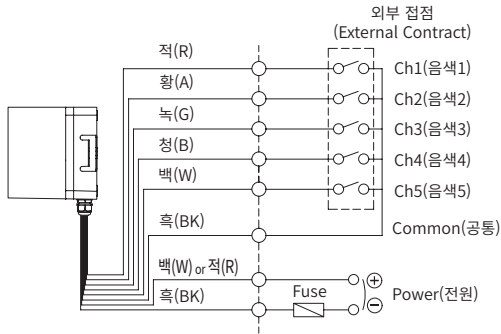 외부 접점
(External Contract)
적(R)
Ch1(음색1)
황(A)
Ch2(음색2)
녹(G)
Ch3(음색3)
청(B)
Ch4(음색4)
백(W)
Ch5(음색5)
흑(BK)
Common(공통)
백(W) or 적(R)
흑(BK)
Fuse
Power(전원)